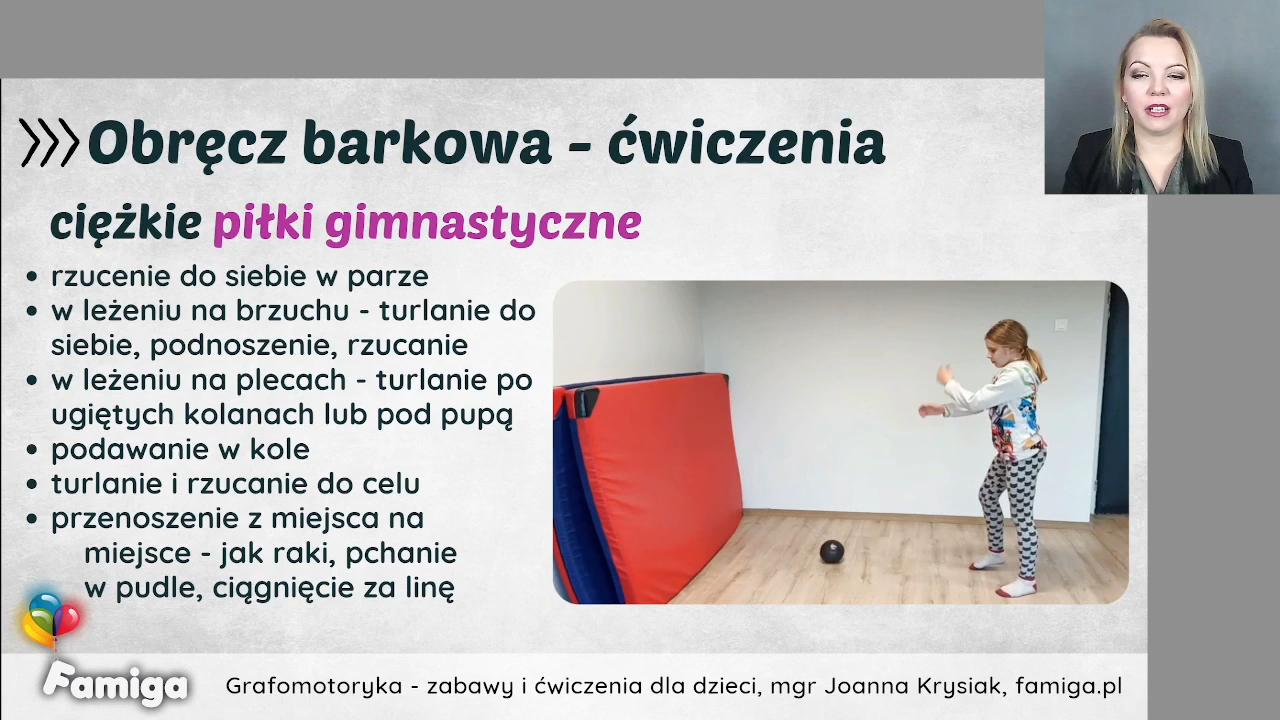 Obręcz barkowa - ćwiczenia
ciężkie piłki gimnastyczne
• rzucenie do siebie w parze
• w leżeniu na brzuchu - turlanie do
siebie, podnoszenie, rzucanie
• w leżeniu na plecach - turlanie po
ugiętych kolanach lub pod pupą
• podawanie w kole
• turlanie i rzucanie do celu
• przenoszenie z miejsca na
miejsce - jak raki, pchanie
w pudle, ciągnięcie za linę
Famiga
Grafomotoryka - zabawy i ćwiczenia dla dzieci, mgr Joanna Krysiak, famiga.pl